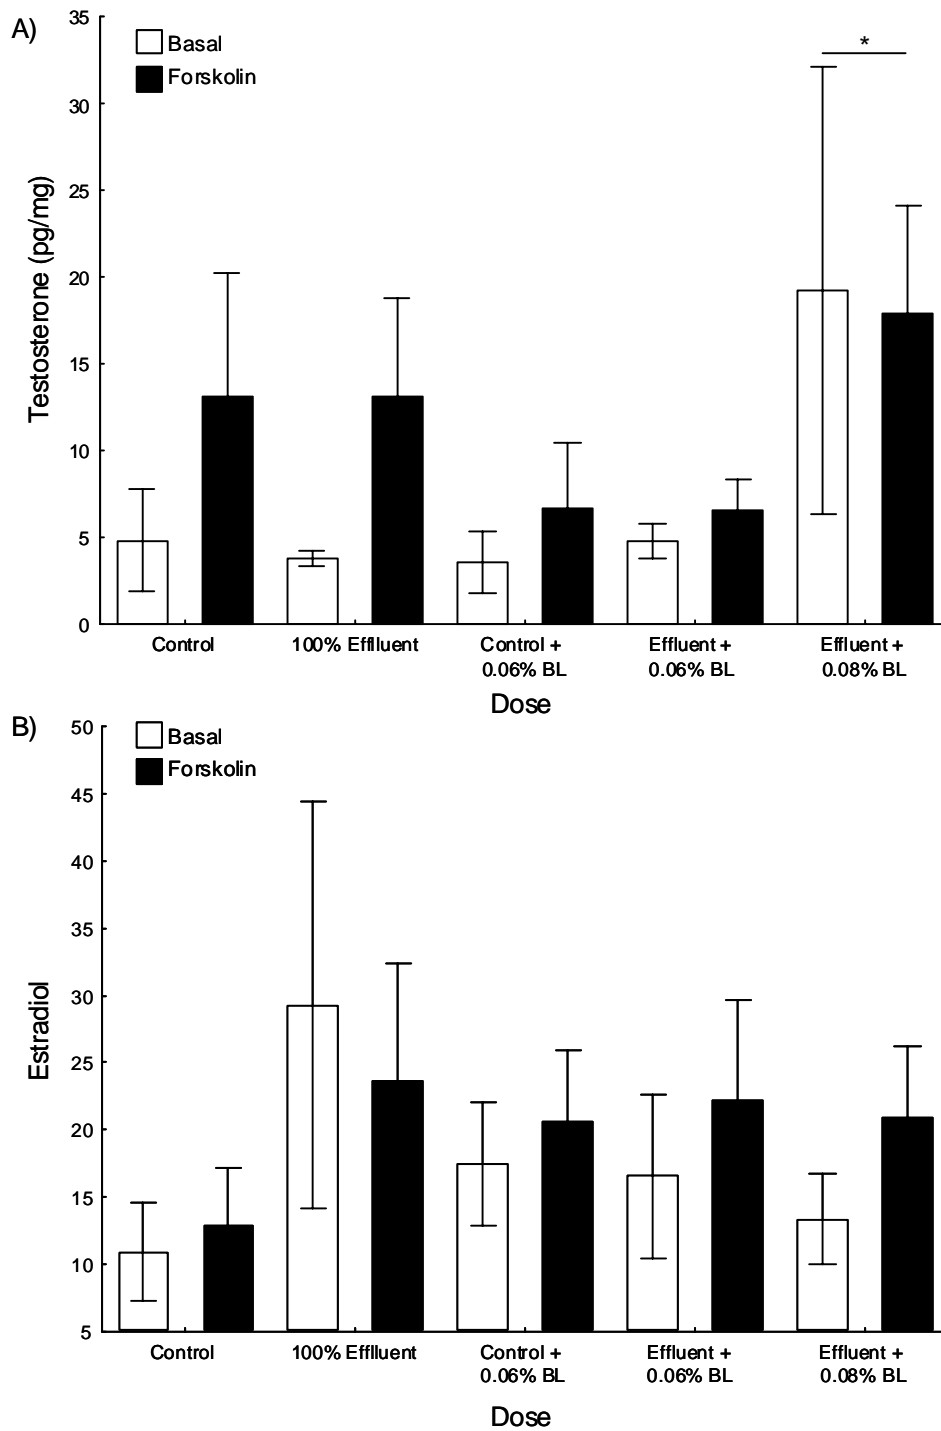 A)
Basal
Forskolin
*
35
30
25
20
15
10
5
0
Testosterone (pg/mg)
Control
100% Efflluent
Control +
0.06% BL
Effluent +
0.06% BL
Effluent +
0.08% BL
Dose
B)
Basal
Forskolin
50
45
40
35
30
25
20
15
10
5
Estradiol
Control
100% Efflluent
Control +
0.06% BL
Effluent +
0.06% BL
Effluent +
0.08% BL
Dose